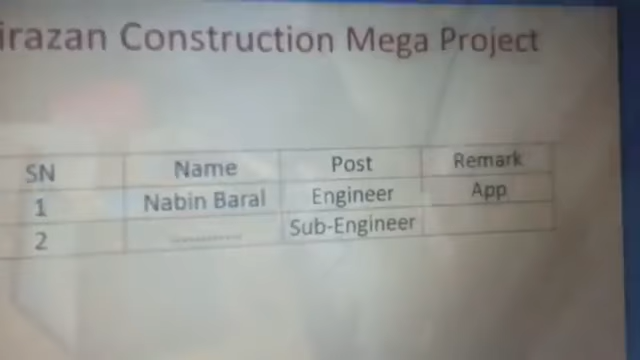 irazan Construction Mega Project
SN Name Post Remark
1 Nabin Baral Engineer App
2 ............... Sub-Engineer